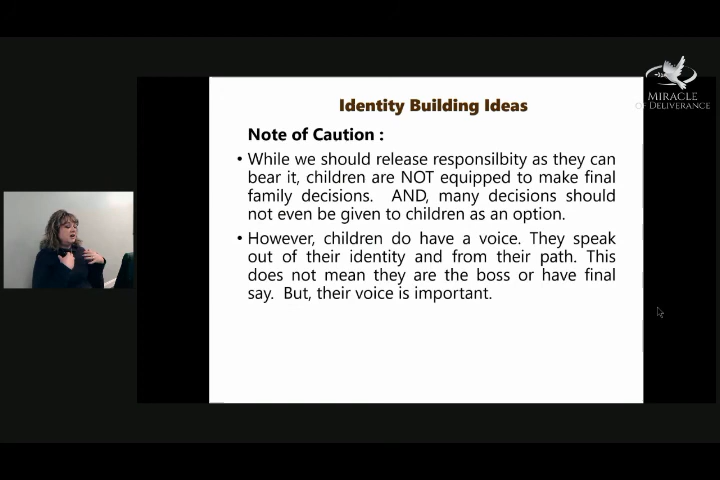 Identity Building Ideas
Note of Caution :
• While we should release responsilbity as they can
bear it, children are NOT equipped to make final
family decisions. AND, many decisions should
not even be given to children as an option.
• However, children do have a voice. They speak
out of their identity and from their path. This
does not mean they are the boss or have final
say. But, their voice is important.
MIRACLE
OF DELIVERANCE